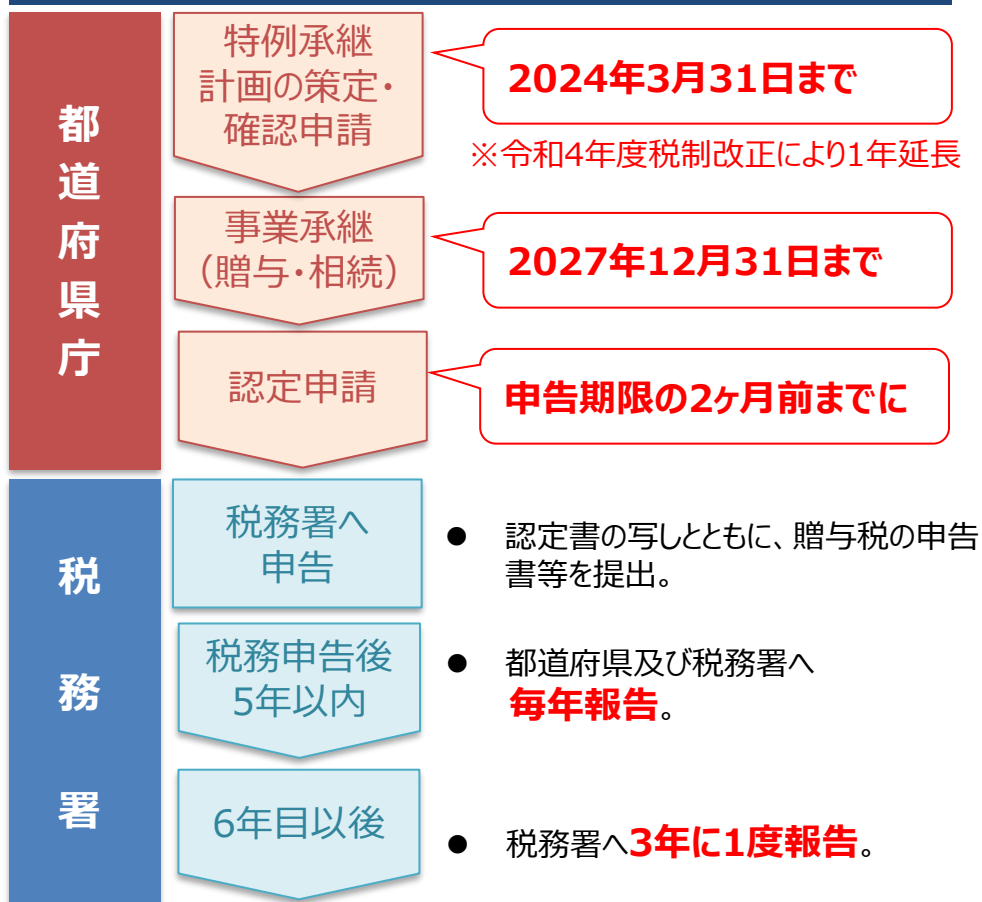 都道府県庁
特例承継
計画の策定・
確認申請
2024年3月31日まで
※令和4年度税制改正により1年延長
事業承継
（贈与・相続）
2027年12月31日まで
認定申請
申告期限の2ヶ月前までに
税務署
税務署へ
申告
● 認定書の写しとともに、贈与税の申告
書等を提出。
税務申告後
5年以内
● 都道府県及び税務署へ
毎年報告。
6年目以後
● 税務署へ3年に1度報告。